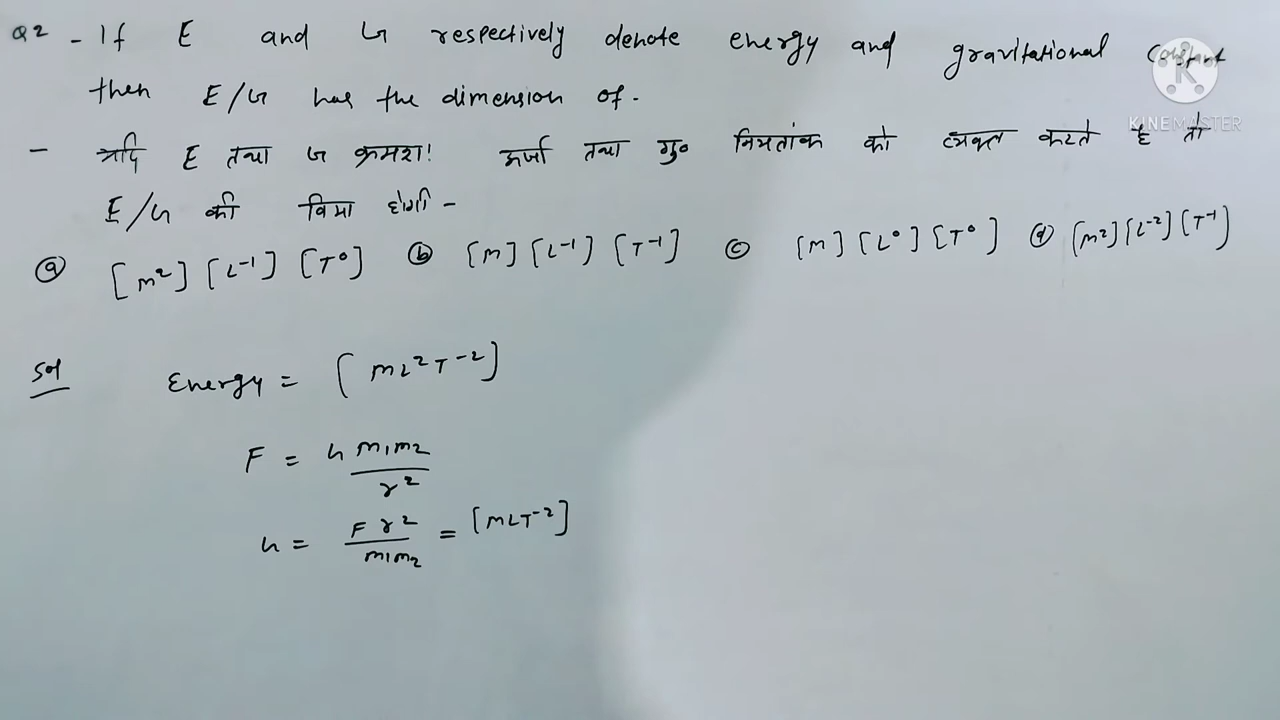 Q2 - If E and G respectively denote energy and gravitational constant
then E/G has the dimension of.
- यदि E तथा G क्रमशः ऊर्जा तथा गु० नियतांक को व्यक्त करते है तो
E/G की विमा होगी -
(a) [M²] [L⁻¹] [T⁰] (b) [M] [L⁻¹] [T⁻¹] (c) [M] [L⁰] [T⁰] (d) [M²] [L⁻²] [T⁻¹]
Sol Energy = [ML²T⁻²]
F = G m₁m₂ / r²
G = F r² / m₁m₂ = [MLT⁻²]
KINEMASTER